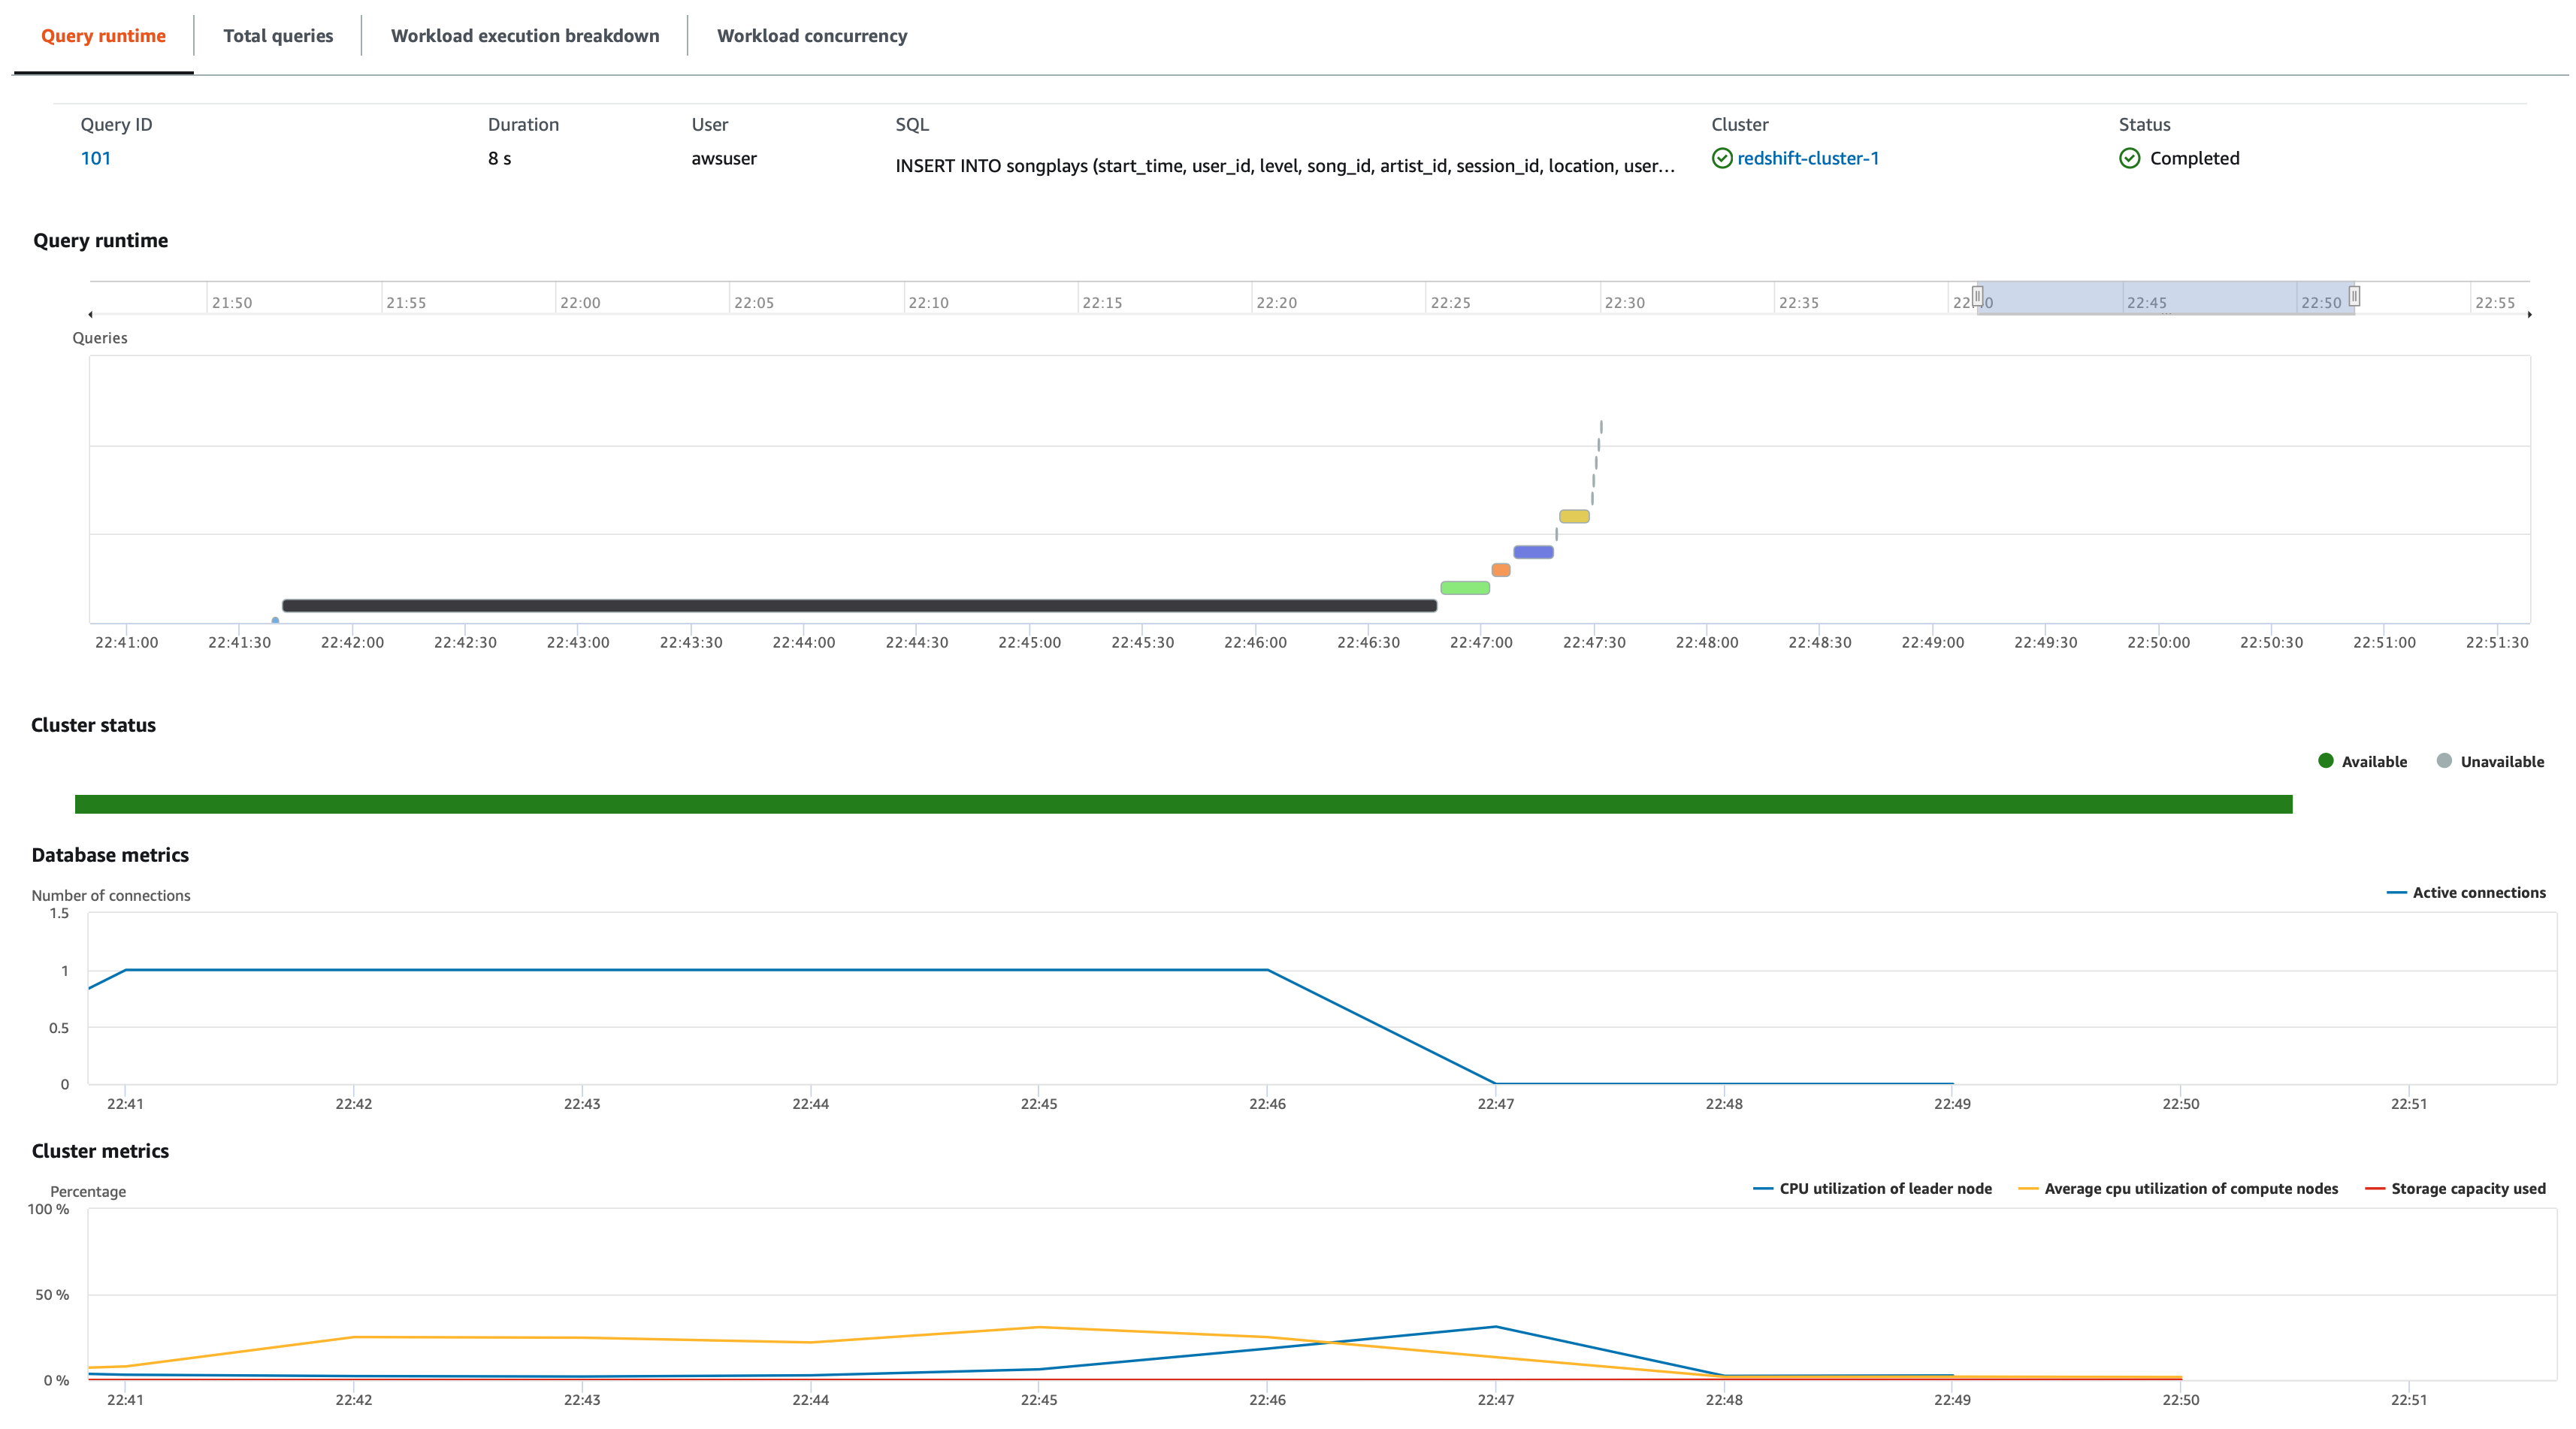 Query runtime Total queries Workload execution breakdown Workload concurrency
Query ID Duration User SQL Cluster Status
101 8 s awsuser INSERT INTO songplays (start_time, user_id, level, song_id, artist_id, session_id, location, user... redshift-cluster-1 Completed
Query runtime
21:50 21:55 22:00 22:05 22:10 22:15 22:20 22:25 22:30 22:35 22:40 22:45 22:50 22:55
Queries
22:41:00 22:41:30 22:42:00 22:42:30 22:43:00 22:43:30 22:44:00 22:44:30 22:45:00 22:45:30 22:46:00 22:46:30 22:47:00 22:47:30 22:48:00 22:48:30 22:49:00 22:49:30 22:50:00 22:50:30 22:51:00 22:51:30
Cluster status
Available Unavailable
Database metrics
Number of connections Active connections
1.5
1
0.5
0
22:41 22:42 22:43 22:44 22:45 22:46 22:47 22:48 22:49 22:50 22:51
Cluster metrics
Percentage CPU utilization of leader node Average cpu utilization of compute nodes Storage capacity used
100 %
50 %
0 %
22:41 22:42 22:43 22:44 22:45 22:46 22:47 22:48 22:49 22:50 22:51